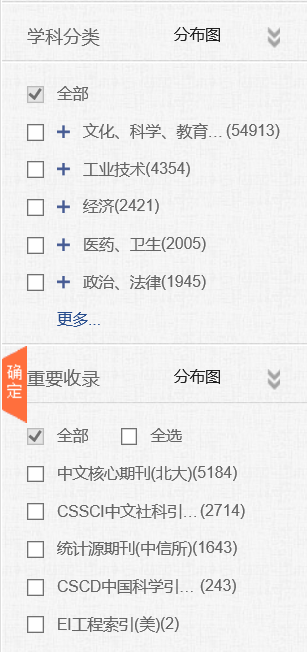 学科分类 分布图
全部
文化、科学、教育... (54913)
工业技术(4354)
经济(2421)
医药、卫生(2005)
政治、法律(1945)
更多...
确定
重要收录 分布图
全部 全选
中文核心期刊(北大)(5184)
CSSCI中文社科引... (2714)
统计源期刊(中信所)(1643)
CSCD中国科学引... (243)
EI工程索引(美)(2)